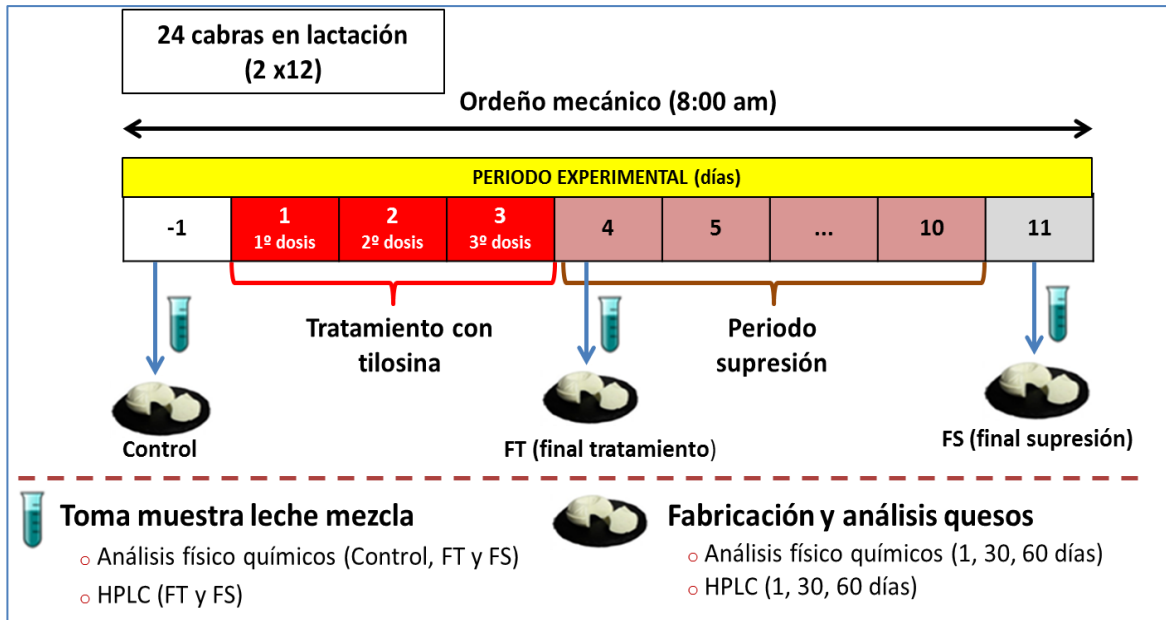 24 cabras en lactación
(2 x12)
Ordeño mecánico (8:00 am)
PERIODO EXPERIMENTAL (días)
-1
1
1º dosis
2
2º dosis
3
3º dosis
4
5
...
10
11
Tratamiento con
tilosina
Periodo
supresión
Control
FT (final tratamiento)
FS (final supresión)
Toma muestra leche mezcla
Análisis físico químicos (Control, FT y FS)
HPLC (FT y FS)
Fabricación y análisis quesos
Análisis físico químicos (1, 30, 60 días)
HPLC (1, 30, 60 días)